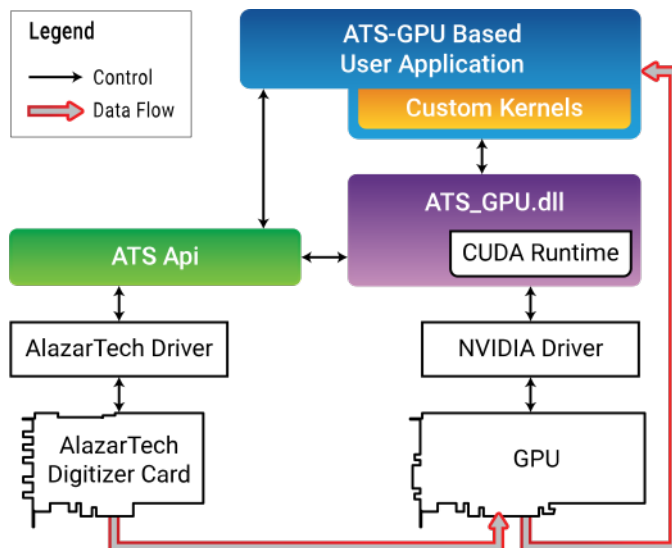 Legend
Control
Data Flow
ATS-GPU Based
User Application
Custom Kernels
ATS_GPU.dll
CUDA Runtime
ATS Api
AlazarTech Driver
NVIDIA Driver
AlazarTech
Digitizer Card
GPU